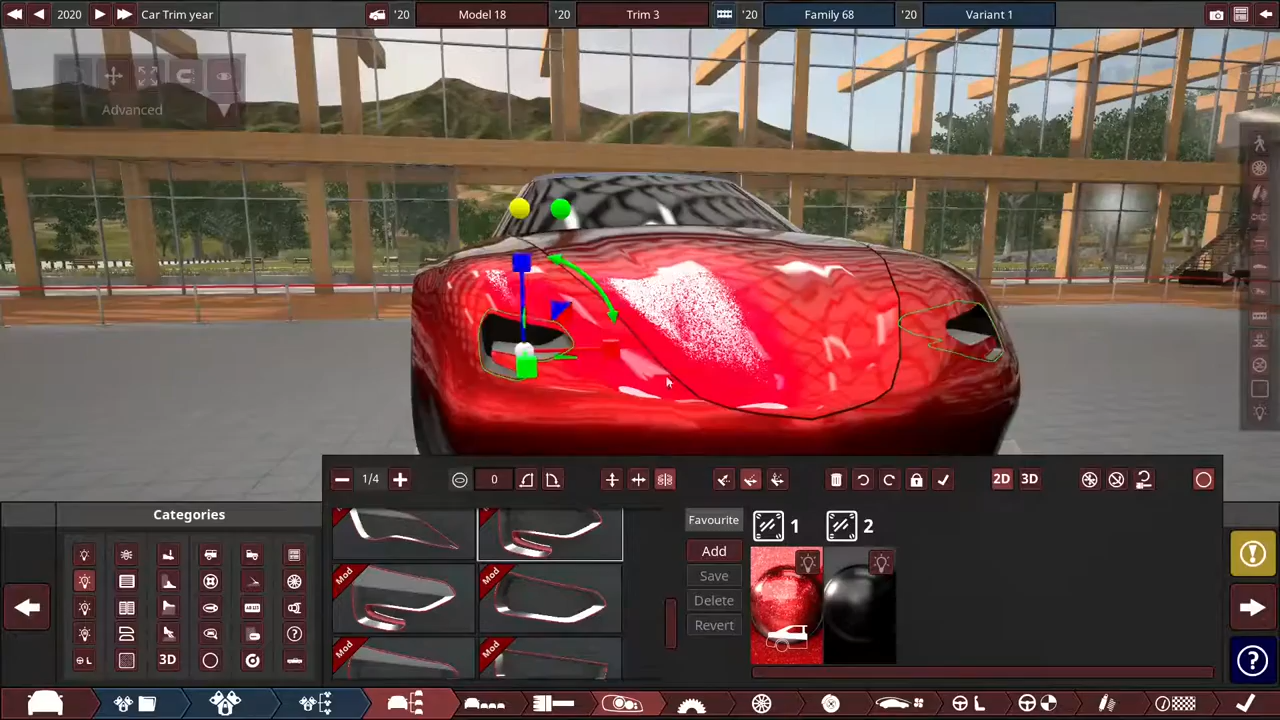 2020 Car Trim year '20 Model 18 '20 Trim 3 '20 Family 68 '20 Variant 1
Advanced
1/4 0 2D 3D
Categories
Favourite 1 2
Add
Save
Delete
Revert
Mod
Mod
Mod
Mod
3D